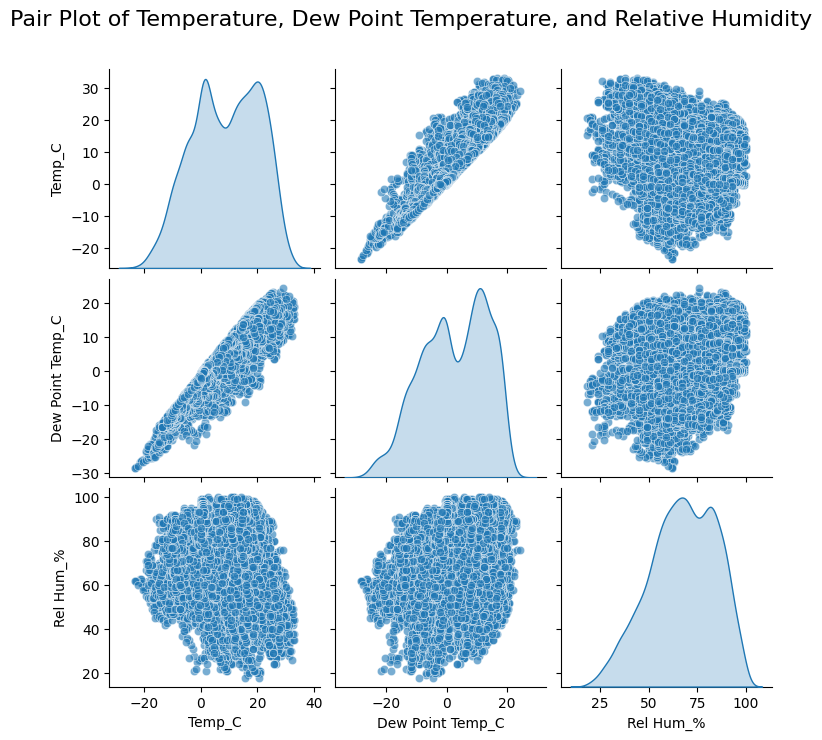 Pair Plot of Temperature, Dew Point Temperature, and Relative Humidity
30
20
10
0
−10
−20
Temp_C
20
10
0
−10
−20
−30
Dew Point Temp_C
100
80
60
40
20
Rel Hum_%
−20 0 20 40
−20 0 20
25 50 75 100
Temp_C
Dew Point Temp_C
Rel Hum_%